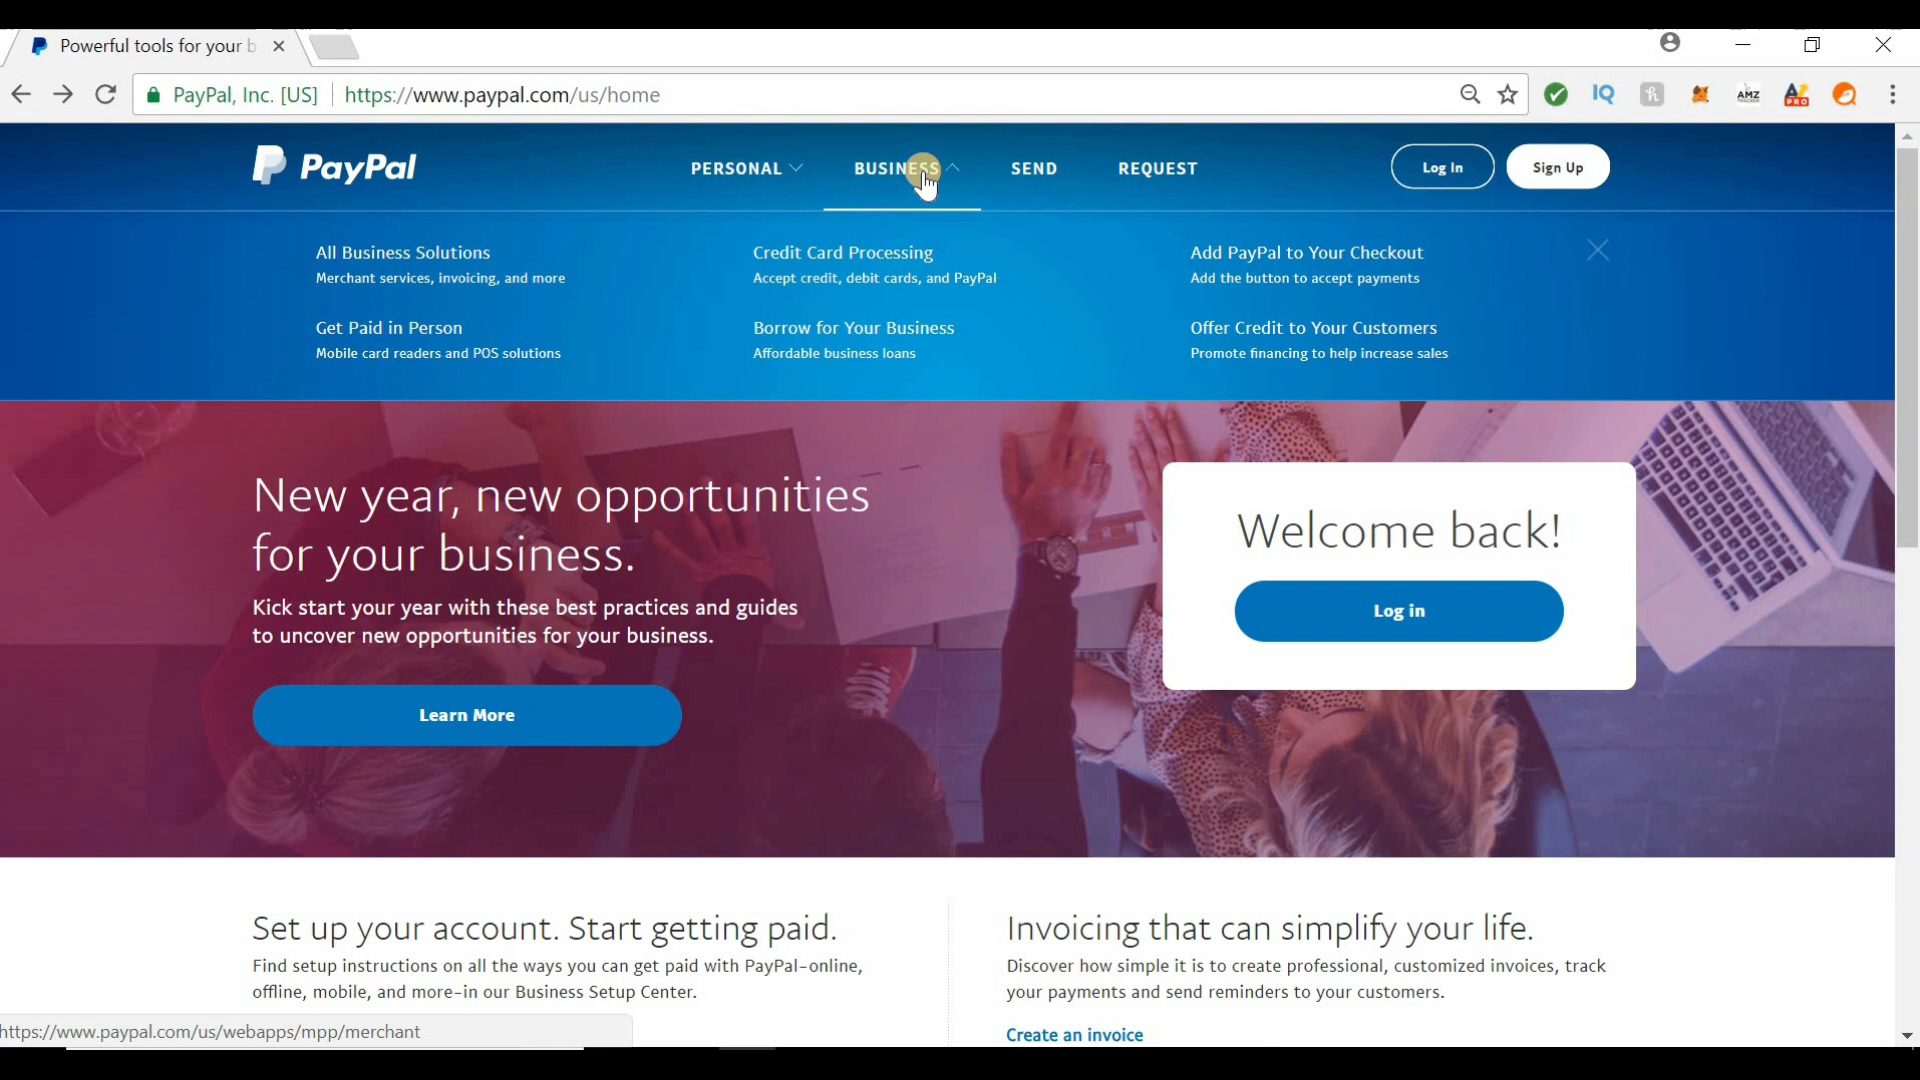 Powerful tools for your b
PayPal, Inc. [US] https://www.paypal.com/us/home
IQ
h
AMZ
TRACKER
A
PRO
PayPal
PERSONAL
BUSINESS
SEND
REQUEST
Log In
Sign Up
All Business Solutions
Merchant services, invoicing, and more
Credit Card Processing
Accept credit, debit cards, and PayPal
Add PayPal to Your Checkout
Add the button to accept payments
Get Paid in Person
Mobile card readers and POS solutions
Borrow for Your Business
Affordable business loans
Offer Credit to Your Customers
Promote financing to help increase sales
New year, new opportunities
for your business.
Kick start your year with these best practices and guides
to uncover new opportunities for your business.
Learn More
Welcome back!
Log in
Set up your account. Start getting paid.
Find setup instructions on all the ways you can get paid with PayPal-online,
offline, mobile, and more-in our Business Setup Center.
Invoicing that can simplify your life.
Discover how simple it is to create professional, customized invoices, track
your payments and send reminders to your customers.
Create an invoice
https://www.paypal.com/us/webapps/mpp/merchant